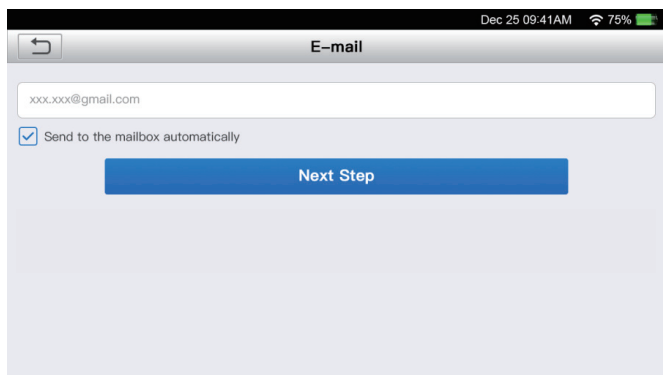 Dec 25 09:41AM 75%
E-mail
xxx.xxx@gmail.com
Send to the mailbox automatically
Next Step